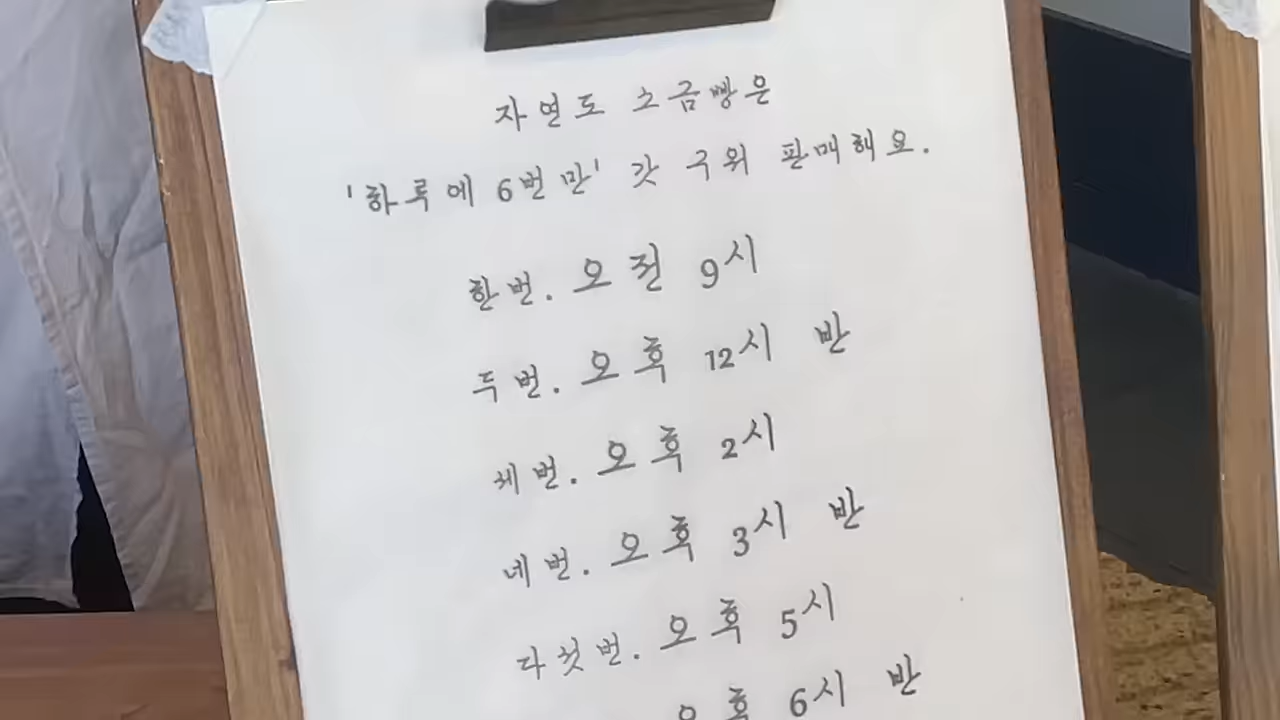 자연도 소금빵은
'하루에 6번만' 갓 구워 판매해요.
한번. 오전 9시
두번. 오후 12시 반
세번. 오후 2시
네번. 오후 3시 반
다섯번. 오후 5시
오후 6시 반